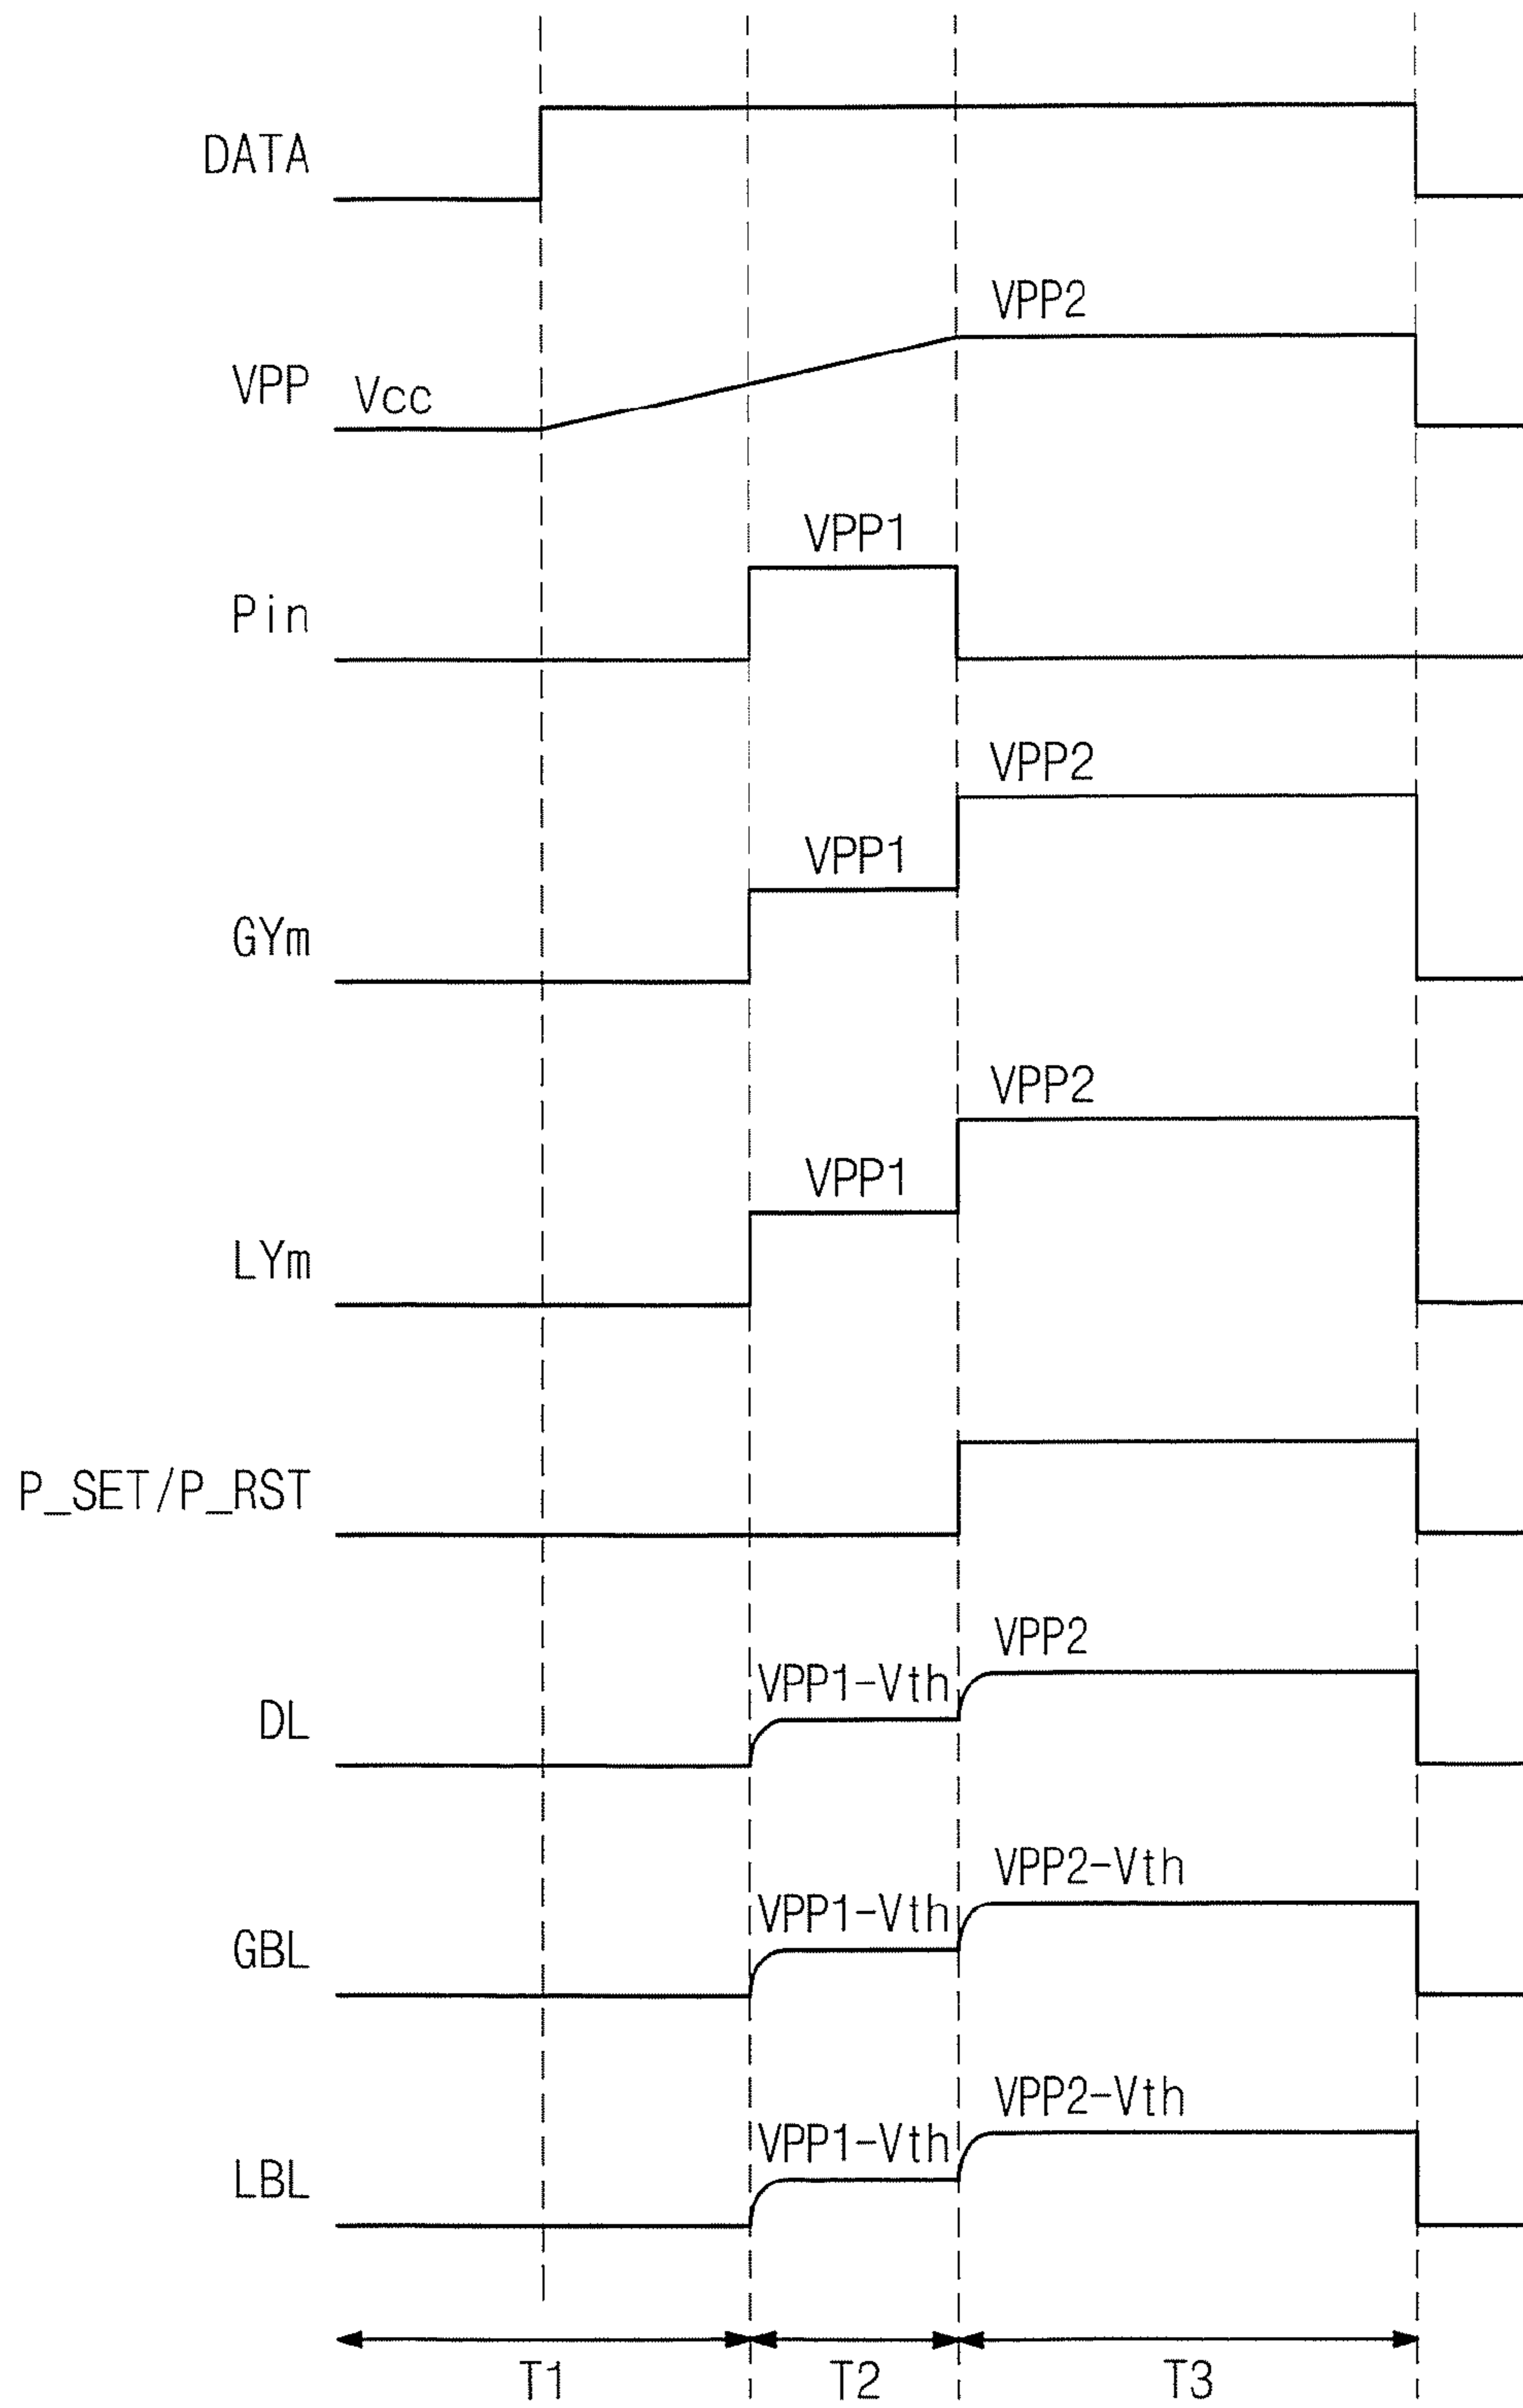 DATA
VPP2
VPP Vcc
VPP1
Pin
VPP2
VPP1
GYm
VPP2
VPP1
LYm
P_SET/P_RST
VPP2
VPP1-Vth
DL
VPP2-Vth
VPP1-Vth
GBL
VPP2-Vth
VPP1-Vth
LBL
T1 T2 T3